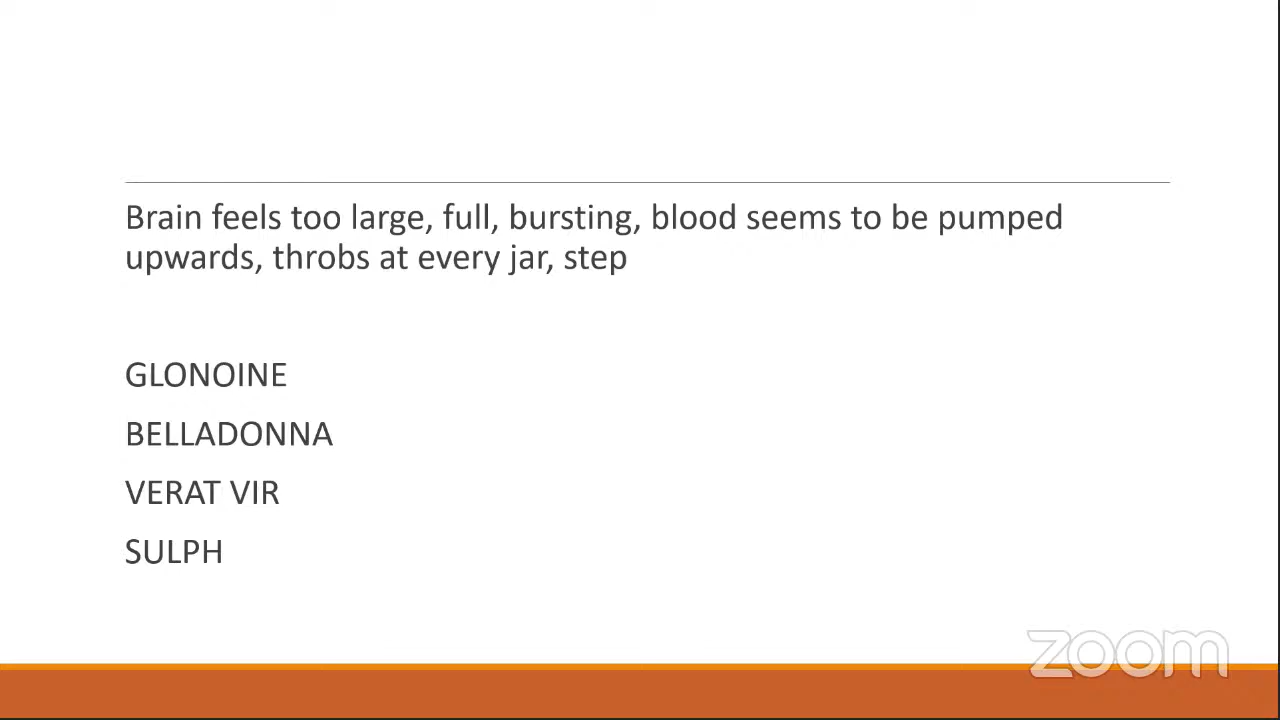 Brain feels too large, full, bursting, blood seems to be pumped
upwards, throbs at every jar, step
GLONOINE
BELLADONNA
VERAT VIR
SULPH
zoom